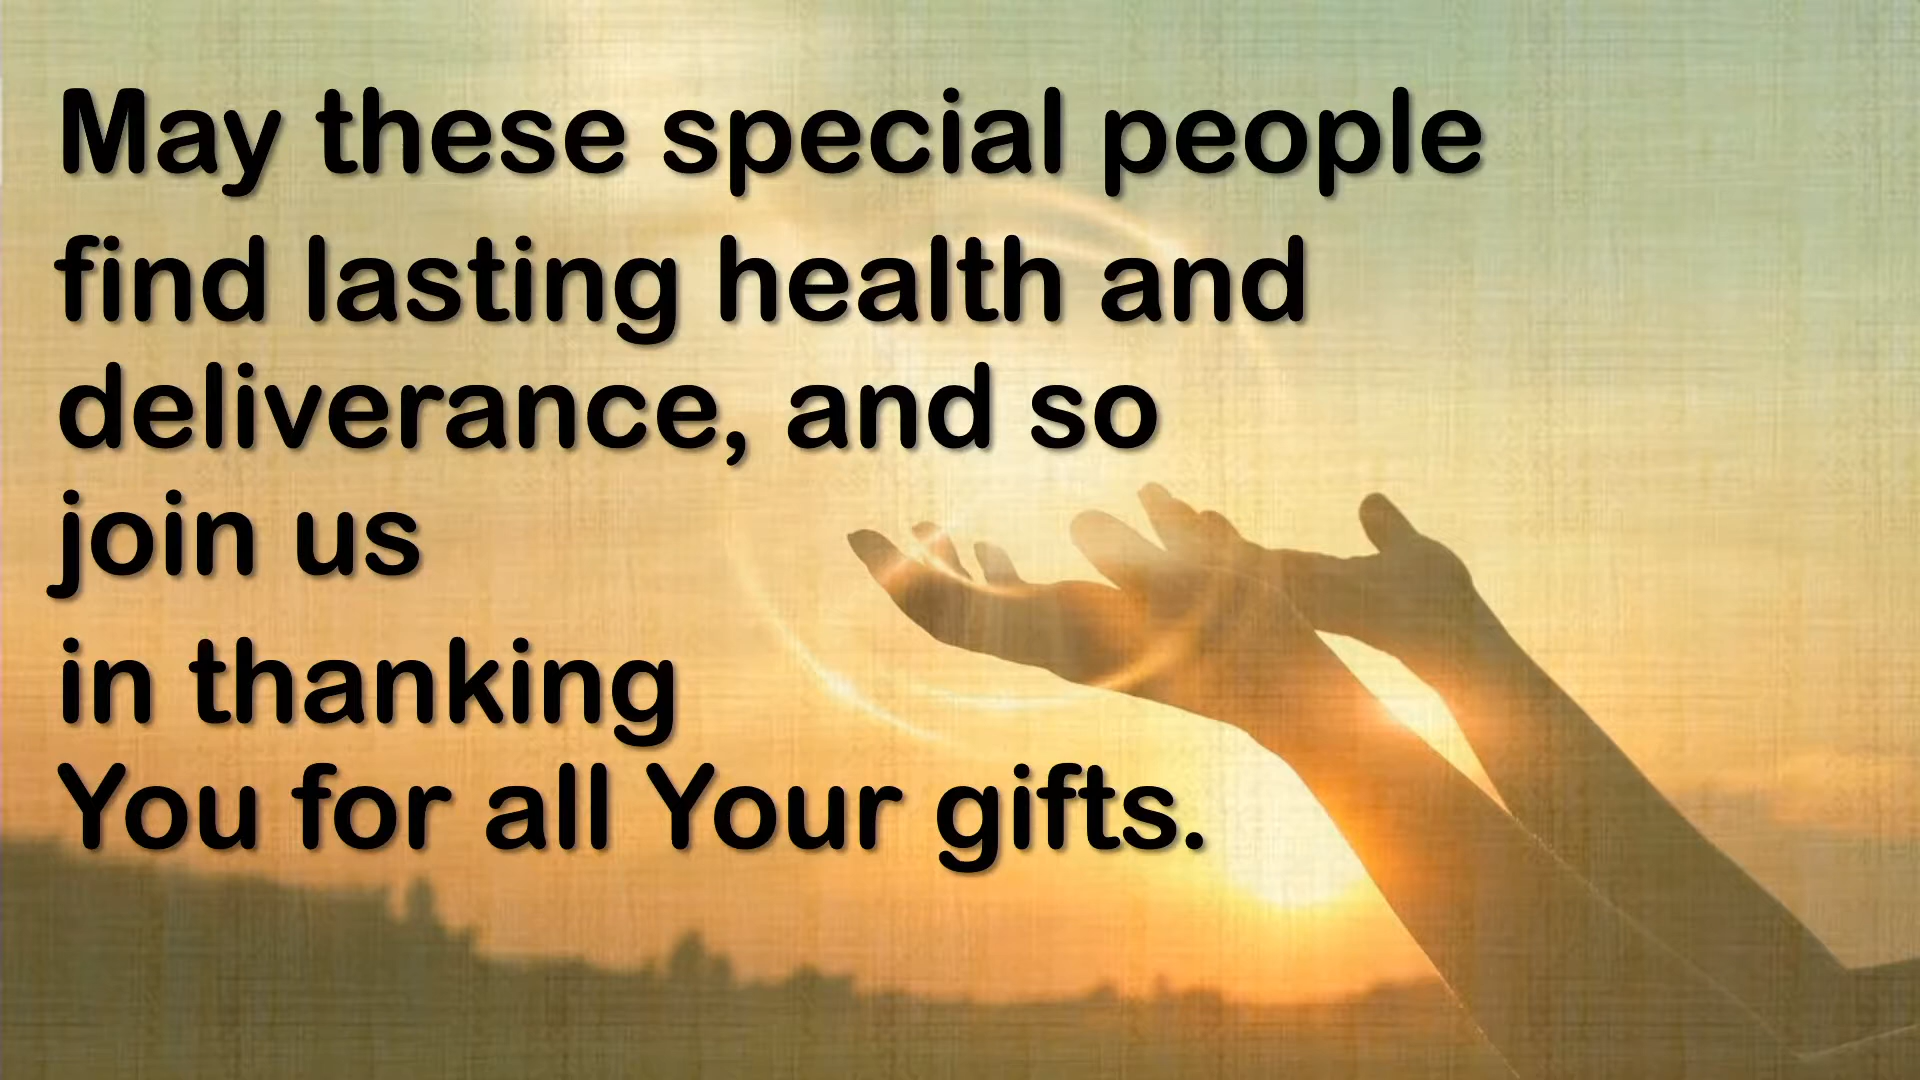 May these special people
find lasting health and
deliverance, and so
join us
in thanking
You for all Your gifts.